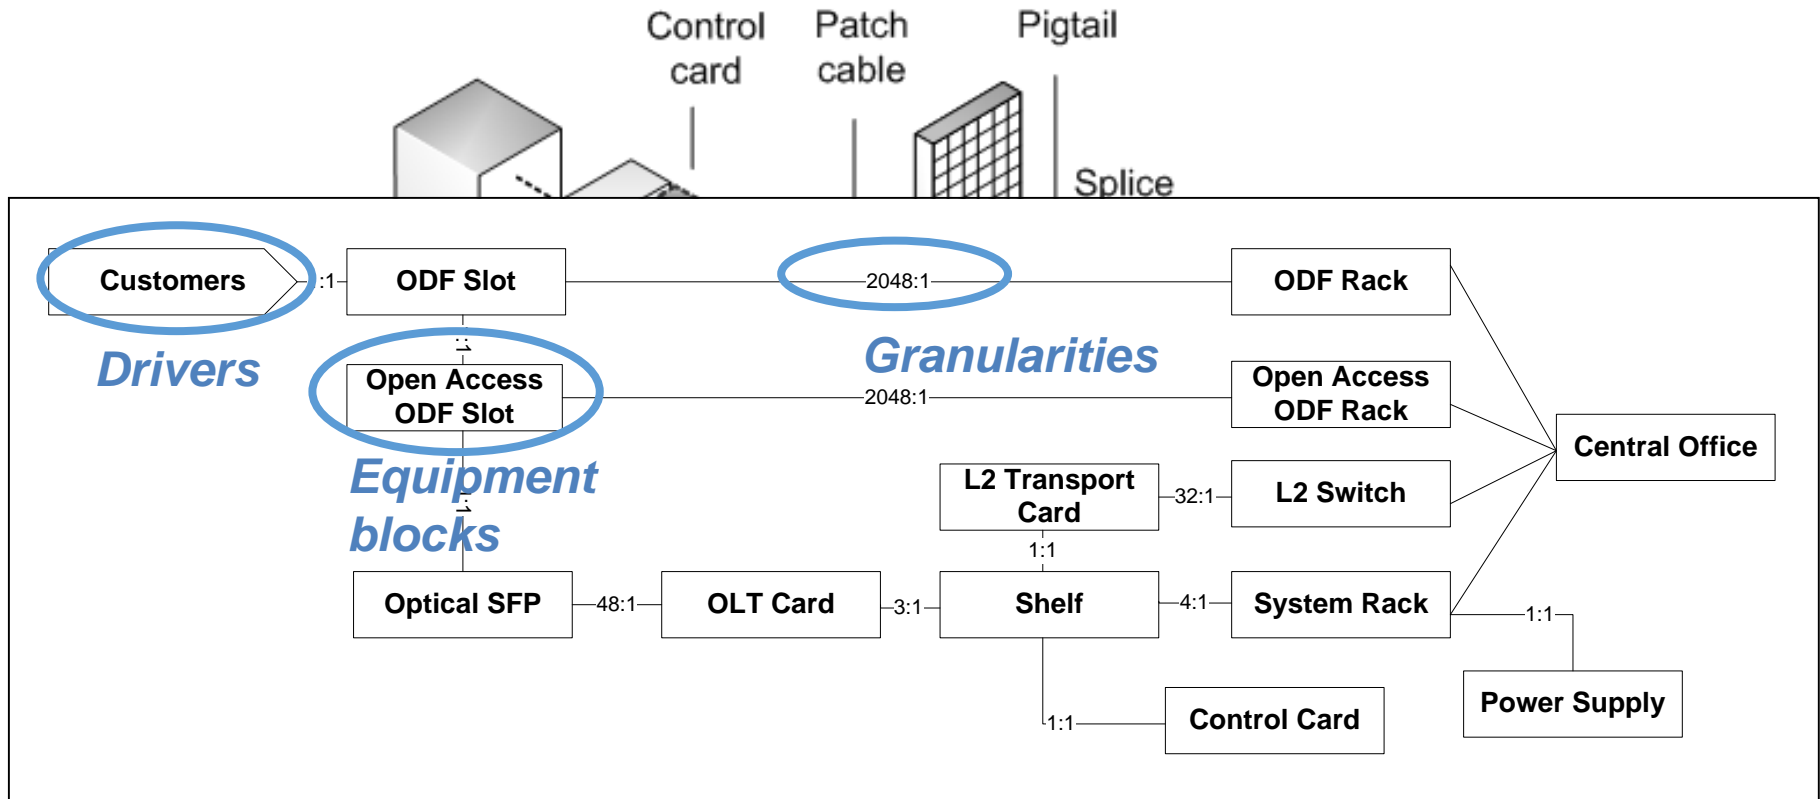 Control
card
Patch
cable
Pigtail
Splice
Customers
:1
ODF Slot
2048:1
ODF Rack
:1
Drivers
Granularities
Open Access
ODF Slot
2048:1
Open Access
ODF Rack
Central Office
Equipment
blocks
1:1
L2 Transport
Card
32:1
L2 Switch
1:1
Optical SFP
48:1
OLT Card
3:1
Shelf
4:1
System Rack
1:1
Power Supply
1:1
Control Card